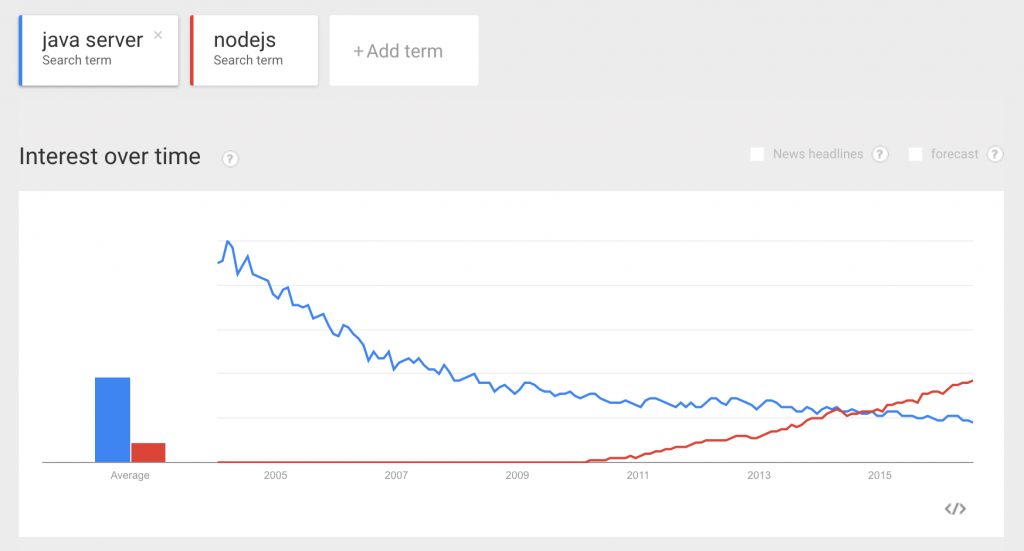 java server ×
Search term
nodejs
Search term
+Add term
Interest over time ?
News headlines ? forecast ?
Average 2005 2007 2009 2011 2013 2015
</>